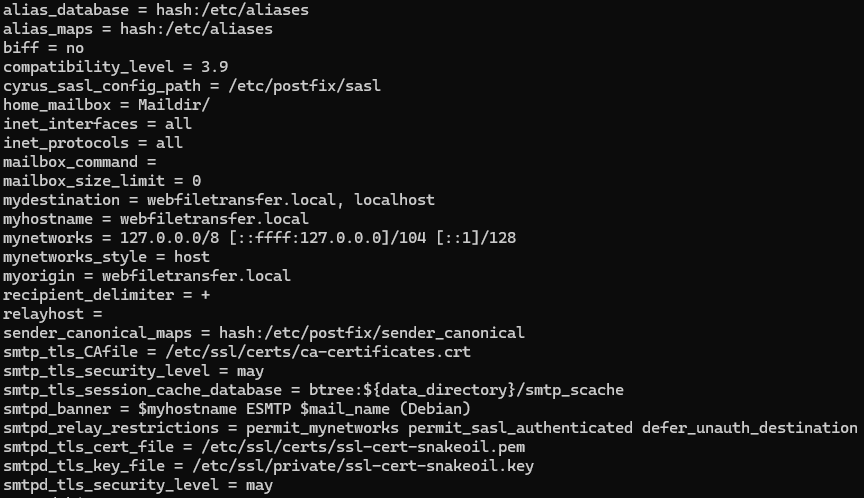 alias_database = hash:/etc/aliases
alias_maps = hash:/etc/aliases
biff = no
compatibility_level = 3.9
cyrus_sasl_config_path = /etc/postfix/sasl
home_mailbox = Maildir/
inet_interfaces = all
inet_protocols = all
mailbox_command =
mailbox_size_limit = 0
mydestination = webfiletransfer.local, localhost
myhostname = webfiletransfer.local
mynetworks = 127.0.0.0/8 [::ffff:127.0.0.0]/104 [::1]/128
mynetworks_style = host
myorigin = webfiletransfer.local
recipient_delimiter = +
relayhost =
sender_canonical_maps = hash:/etc/postfix/sender_canonical
smtp_tls_CAfile = /etc/ssl/certs/ca-certificates.crt
smtp_tls_security_level = may
smtp_tls_session_cache_database = btree:${data_directory}/smtp_scache
smtpd_banner = $myhostname ESMTP $mail_name (Debian)
smtpd_relay_restrictions = permit_mynetworks permit_sasl_authenticated defer_unauth_destination
smtpd_tls_cert_file = /etc/ssl/certs/ssl-cert-snakeoil.pem
smtpd_tls_key_file = /etc/ssl/private/ssl-cert-snakeoil.key
smtpd_tls_security_level = may